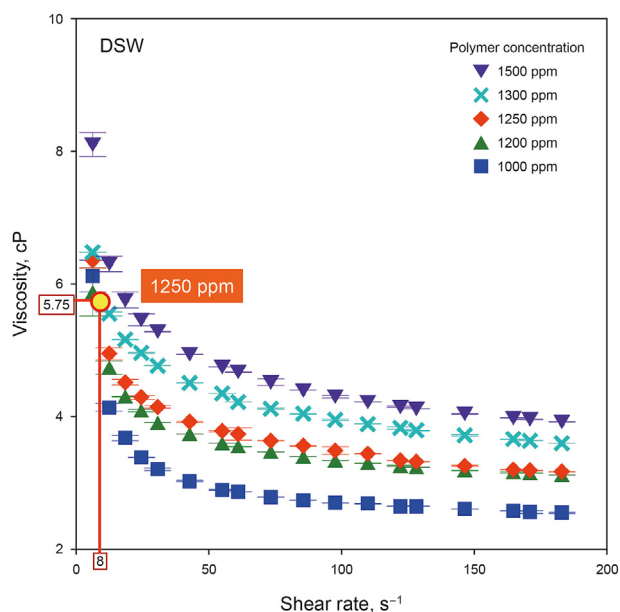 DSW
Polymer concentration
1500 ppm
1300 ppm
1250 ppm
1200 ppm
1000 ppm
10
8
6
4
2
Viscosity, cP
5.75
1250 ppm
8
0
50
100
150
200
Shear rate, s⁻¹